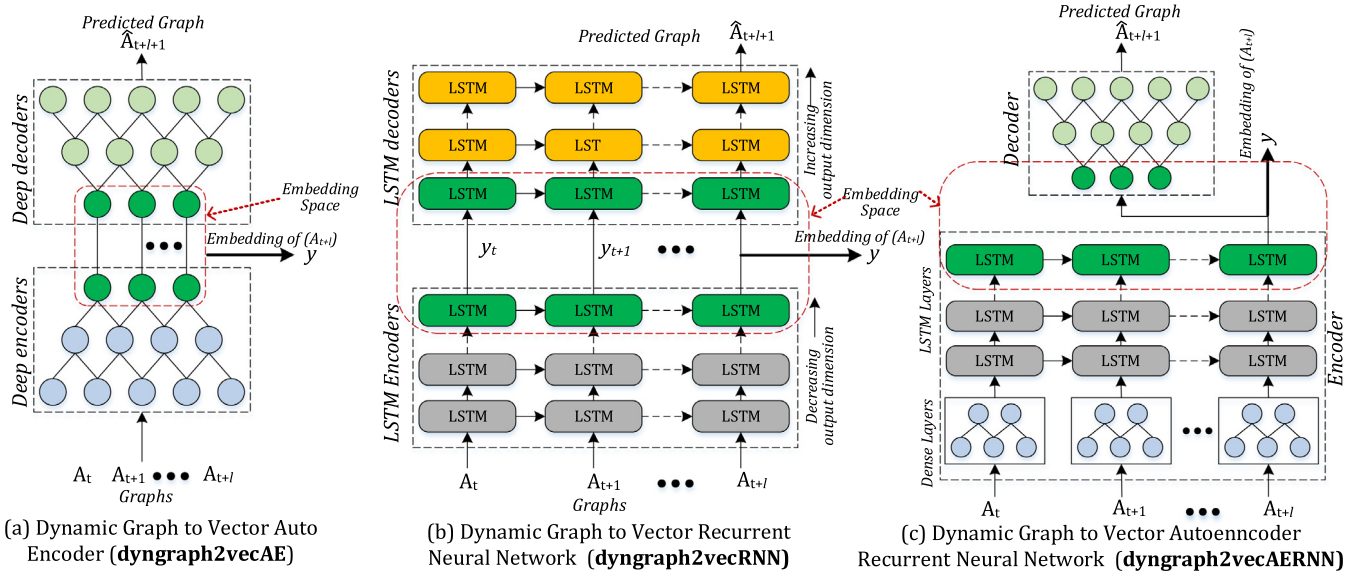 Predicted Graph
Â_{t+l+1}
Deep decoders
Embedding
Space
Embedding of (A_{t+l})
y
Deep encoders
A_t A_{t+1} ••• A_{t+l}
Graphs
(a) Dynamic Graph to Vector Auto
Encoder (dyngraph2vecAE)
Predicted Graph
Â_{t+l+1}
LSTM decoders
LSTM LSTM LSTM
LSTM LST LSTM
LSTM LSTM LSTM
Increasing
output dimension
Embedding
Space
y_t y_{t+1} •••
Embedding of (A_{t+l})
y
LSTM Encoders
LSTM LSTM LSTM
LSTM LSTM LSTM
LSTM LSTM LSTM
Decreasing
output dimension
A_t A_{t+1} ••• A_{t+l}
Graphs
(b) Dynamic Graph to Vector Recurrent
Neural Network (dyngraph2vecRNN)
Predicted Graph
Â_{t+l+1}
Decoder
Embedding of (A_{t+l})
y
LSTM Layers
LSTM LSTM LSTM
LSTM LSTM LSTM
LSTM LSTM LSTM
Encoder
Dense Layers
A_t A_{t+1} ••• A_{t+l}
(c) Dynamic Graph to Vector Autoenncoder
Recurrent Neural Network (dyngraph2vecAERNN)